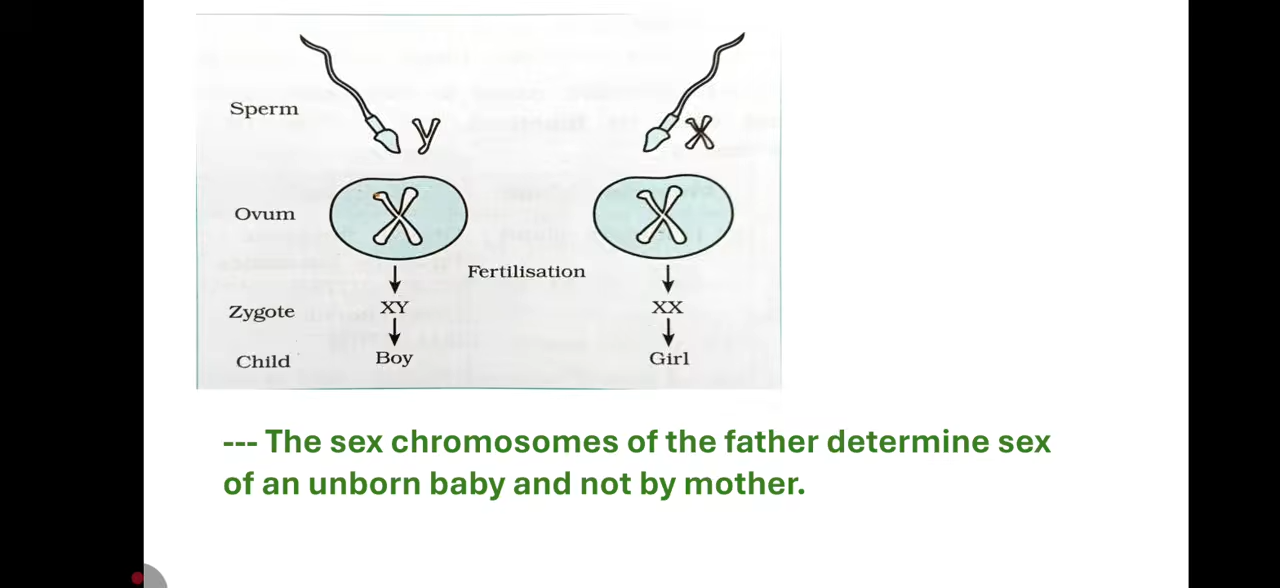 Sperm y X
Ovum X X
Fertilisation
Zygote XY XX
Child Boy Girl
--- The sex chromosomes of the father determine sex
of an unborn baby and not by mother.